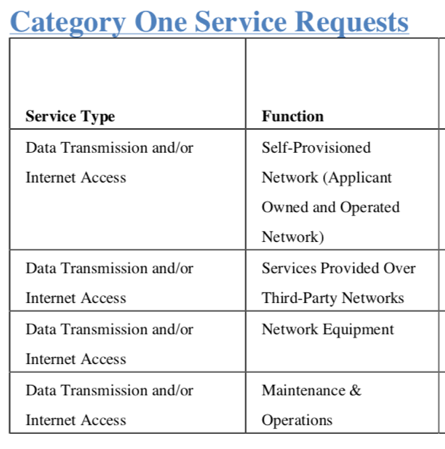 Category One Service Requests
Service Type
Function
Data Transmission and/or
Internet Access
Self-Provisioned
Network (Applicant
Owned and Operated
Network)
Data Transmission and/or
Internet Access
Services Provided Over
Third-Party Networks
Data Transmission and/or
Internet Access
Network Equipment
Data Transmission and/or
Internet Access
Maintenance &
Operations